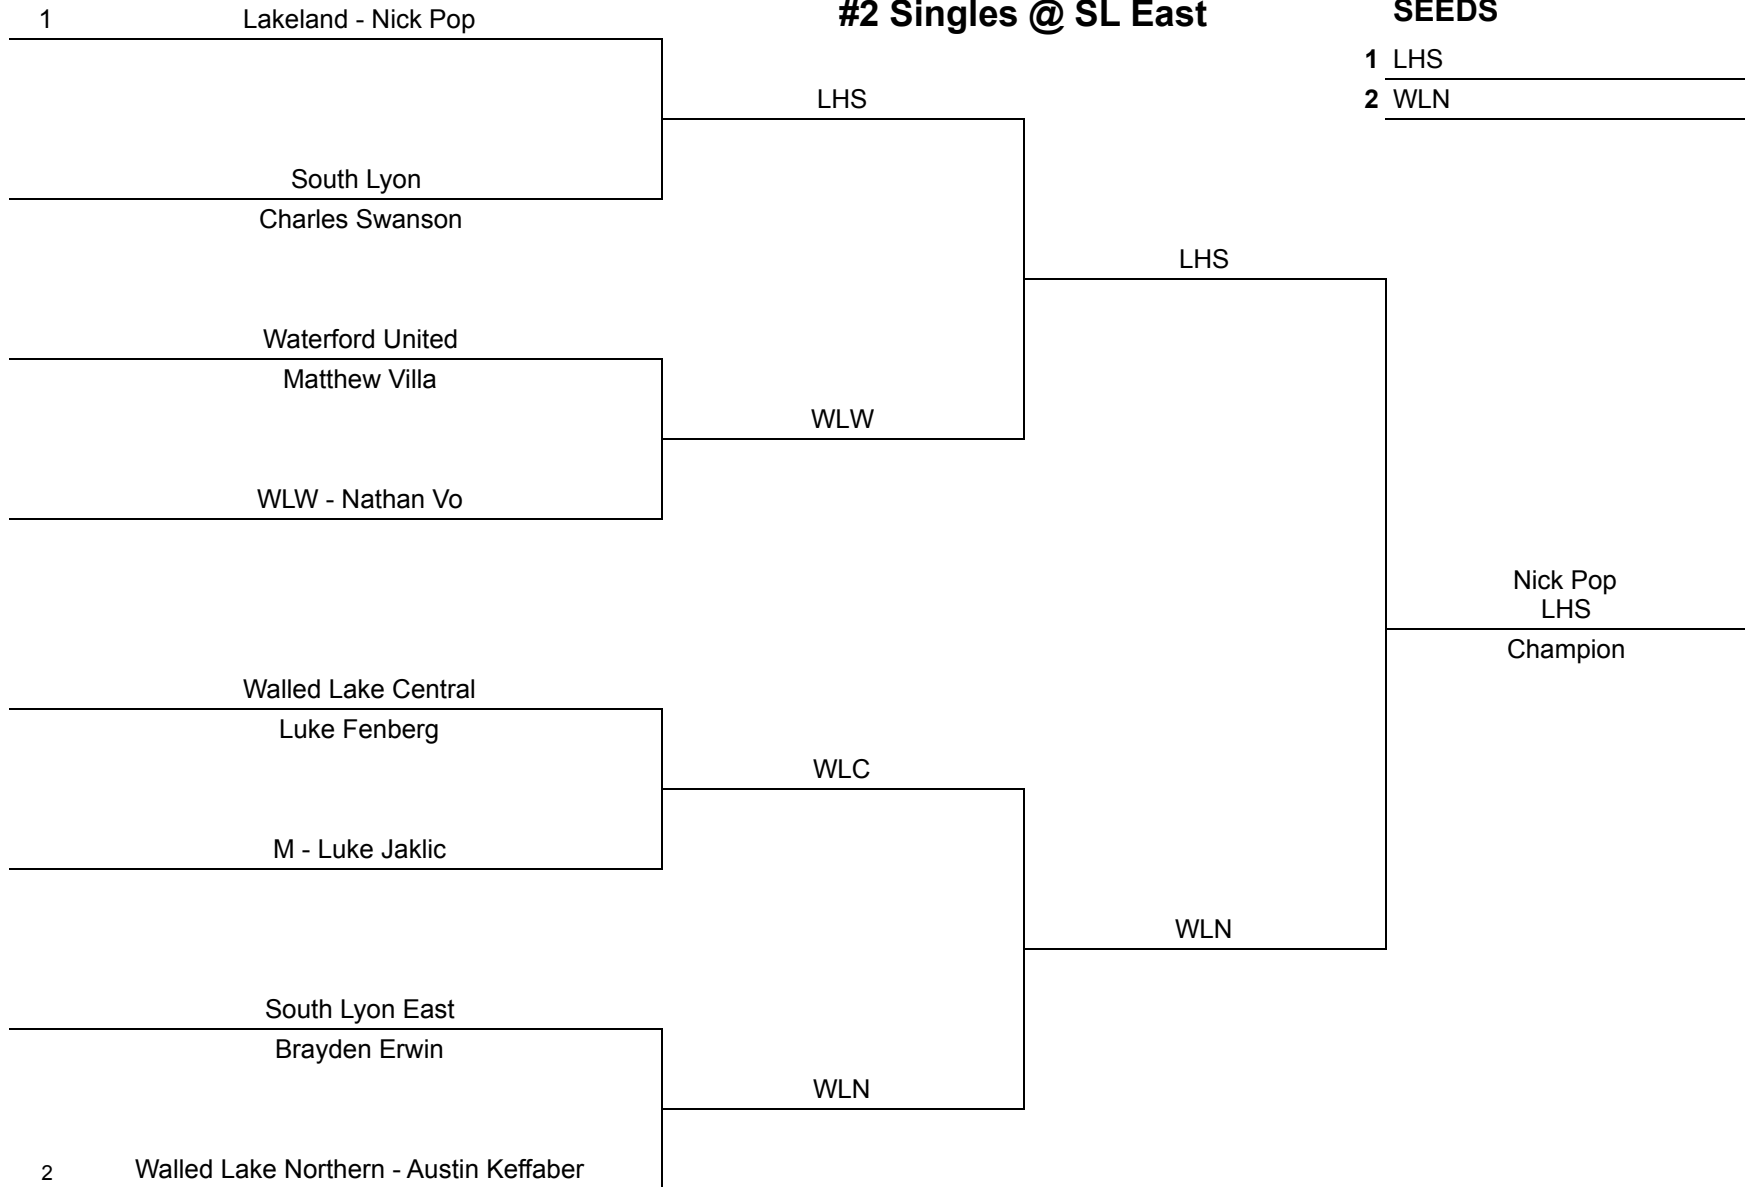 #2 Singles @ SL East
SEEDS
1 Lakeland - Nick Pop
1 LHS
2 WLN
LHS
South Lyon
Charles Swanson
LHS
Waterford United
Matthew Villa
WLW
WLW - Nathan Vo
Nick Pop
LHS
Champion
Walled Lake Central
Luke Fenberg
WLC
M - Luke Jaklic
WLN
South Lyon East
Brayden Erwin
WLN
2 Walled Lake Northern - Austin Keffaber